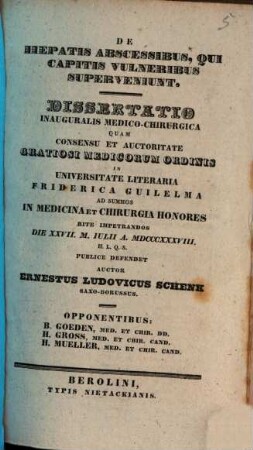 5
DE
HEPATIS ABSCESSIBUS, QUI
CAPITIS VULNERIBUS
SUPERVENIUNT.
DISSERTATIO
INAUGURALIS MEDICO-CHIRURGICA
QUAM
CONSENSU ET AUCTORITATE
GRATIOSI MEDICORUM ORDINIS
IN
UNIVERSITATE LITERARIA
FRIDERICA GUILELMA
AD SUMMOS
IN MEDICINA ET CHIRURGIA HONORES
RITE IMPETRANDOS
DIE XXVII. M. IULII A. MDCCCXXXVIII.
H. L. Q. S.
PUBLICE DEFENDET
AUCTOR
ERNESTUS LUDOVICUS SCHENK
SAXO-BORUSSUS.
OPPONENTIBUS:
B. GOEDEN, MED. ET CHIR. DD.
H. GROSS, MED. ET CHIR. CAND.
H. MUELLER, MED. ET CHIR. CAND.
BEROLINI,
TYPIS NIETACKIANIS.